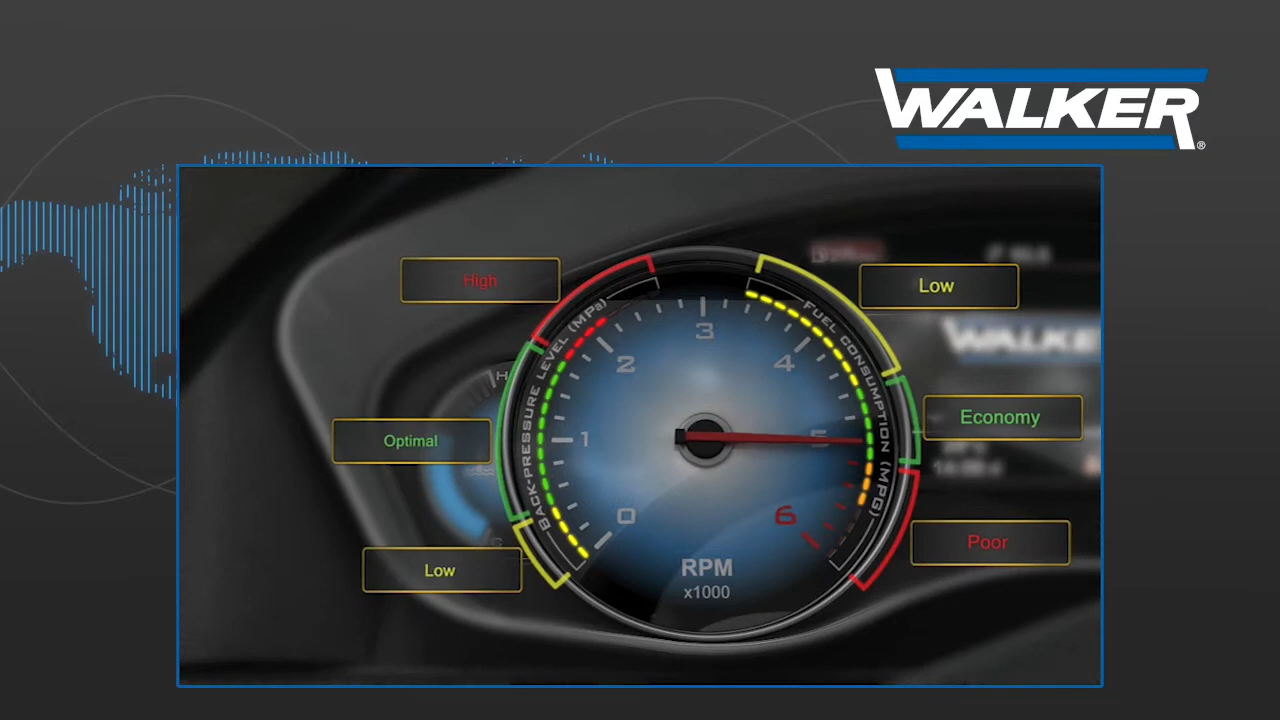 WALKER®
High
Low
WALKE
BACK-PRESSURE LEVEL (MPa)
FUEL CONSUMPTION (MPG)
3
2
4
H
Economy
Optimal
1
5
0
6
C
Poor
RPM
Low
x1000